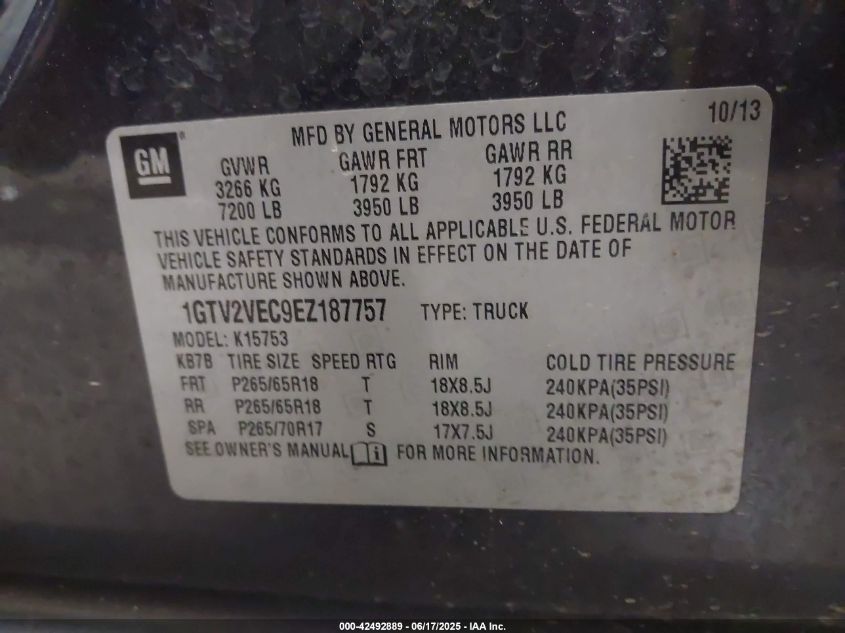 10/13
GM
MFD BY GENERAL MOTORS LLC
GVWR GAWR FRT GAWR RR
3266 KG 1792 KG 1792 KG
7200 LB 3950 LB 3950 LB
THIS VEHICLE CONFORMS TO ALL APPLICABLE U.S. FEDERAL MOTOR
VEHICLE SAFETY STANDARDS IN EFFECT ON THE DATE OF
MANUFACTURE SHOWN ABOVE.
1GTV2VEC9EZ187757 TYPE: TRUCK
MODEL: K15753
KB7B TIRE SIZE SPEED RTG RIM COLD TIRE PRESSURE
FRT P265/65R18 T 18X8.5J 240KPA(35PSI)
RR P265/65R18 T 18X8.5J 240KPA(35PSI)
SPA P265/70R17 S 17X7.5J 240KPA(35PSI)
SEE OWNER'S MANUAL FOR MORE INFORMATION.
000-42492889 - 06/17/2025 - IAA Inc.